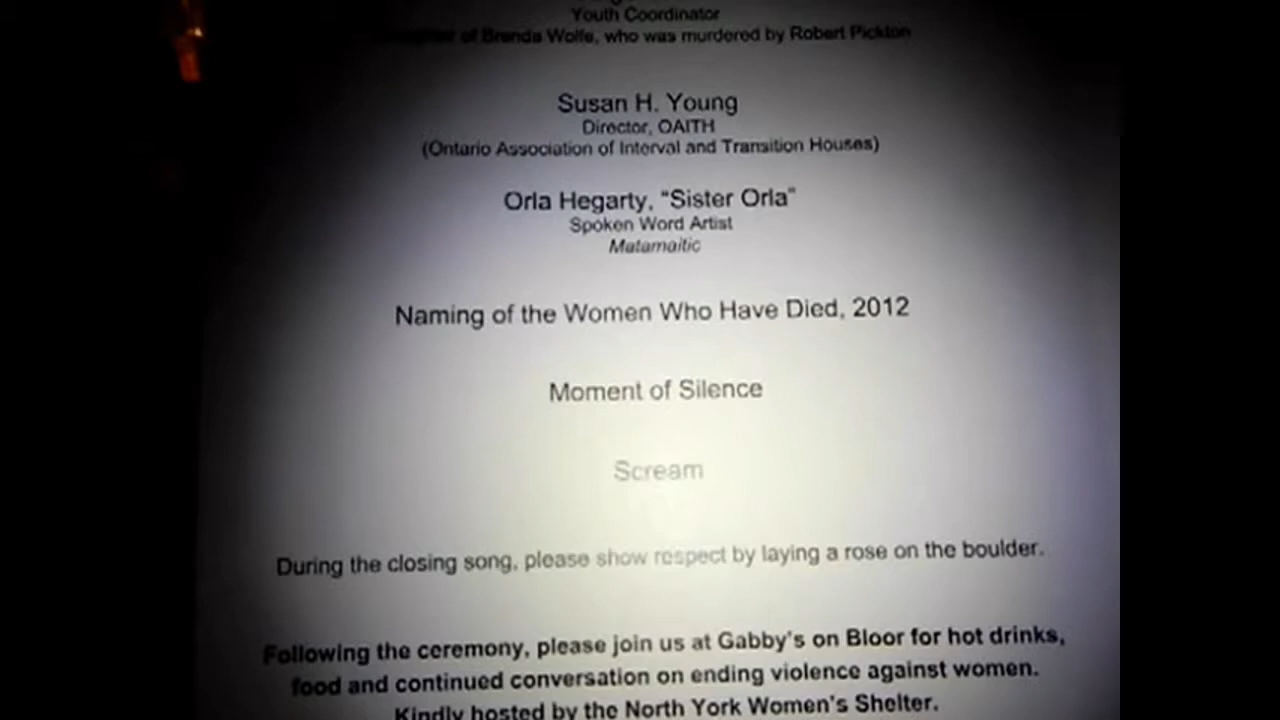 Youth Coordinator
of Brenda Wolfe, who was murdered by Robert Pickton
Susan H. Young
Director, OAITH
(Ontario Association of Interval and Transition Houses)
Orla Hegarty, "Sister Orla"
Spoken Word Artist
Matamaitic
Naming of the Women Who Have Died, 2012
Moment of Silence
Scream
During the closing song, please show respect by laying a rose on the boulder.
Following the ceremony, please join us at Gabby's on Bloor for hot drinks,
food and continued conversation on ending violence against women.
Kindly hosted by the North York Women's Shelter.